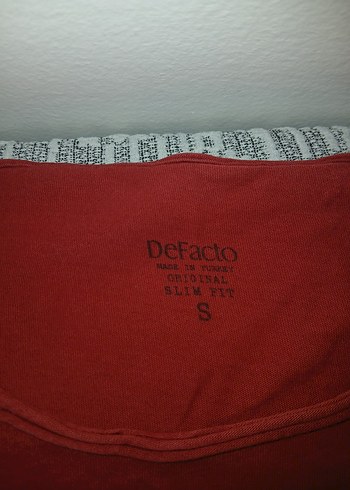 DeFacto
MADE IN TURKEY
ORIGINAL
SLIM FIT
S